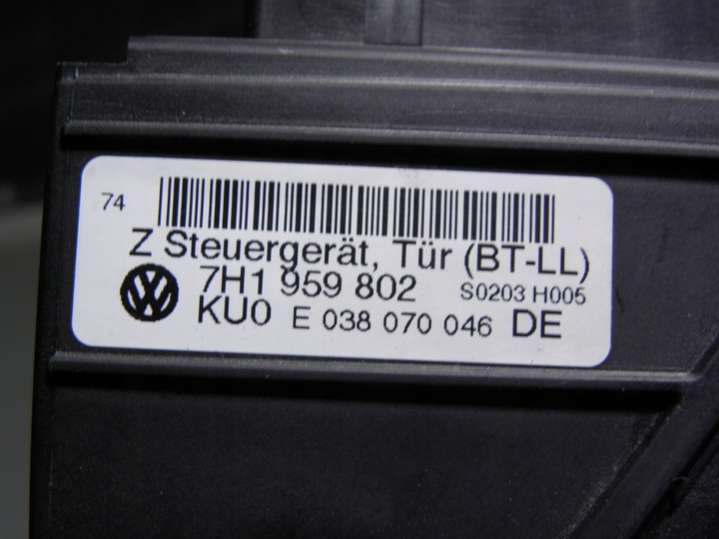 74
Z Steuergerät, Tür (BT-LL)
7H1 959 802 S0203 H005
KU0 E 038 070 046 DE